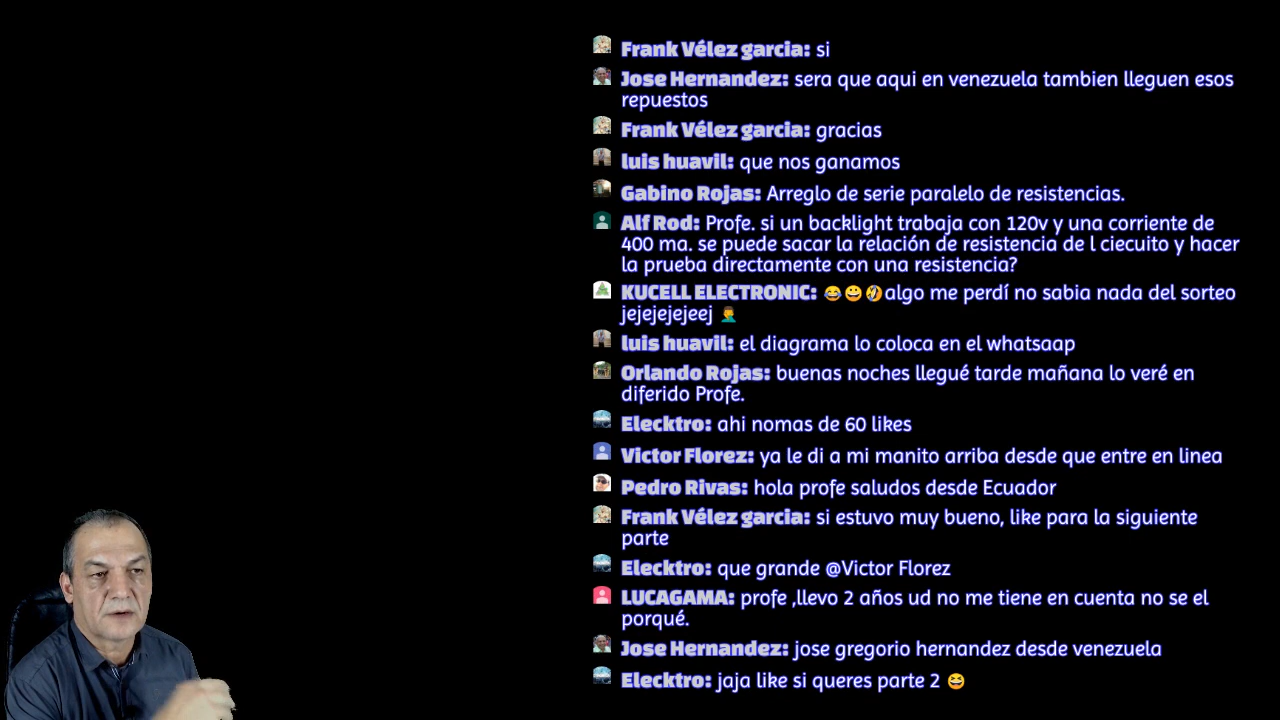 Frank Vélez garcia: si
Jose Hernandez: sera que aqui en venezuela tambien lleguen esos
repuestos
Frank Vélez garcia: gracias
luis huavil: que nos ganamos
Gabino Rojas: Arreglo de serie paralelo de resistencias.
Alf Rod: Profe. si un backlight trabaja con 120v y una corriente de
400 ma. se puede sacar la relación de resistencia de l ciecuito y hacer
la prueba directamente con una resistencia?
KUCELL ELECTRONIC: 😂😀🤣algo me perdí no sabia nada del sorteo
jejejejejeej 🤦‍♂️
luis huavil: el diagrama lo coloca en el whatsaap
Orlando Rojas: buenas noches llegué tarde mañana lo veré en
diferido Profe.
Elecktro: ahi nomas de 60 likes
Victor Florez: ya le di a mi manito arriba desde que entre en linea
Pedro Rivas: hola profe saludos desde Ecuador
Frank Vélez garcia: si estuvo muy bueno, like para la siguiente
parte
Elecktro: que grande @Victor Florez
LUCAGAMA: profe ,llevo 2 años ud no me tiene en cuenta no se el
porqué.
Jose Hernandez: jose gregorio hernandez desde venezuela
Elecktro: jaja like si queres parte 2 😆